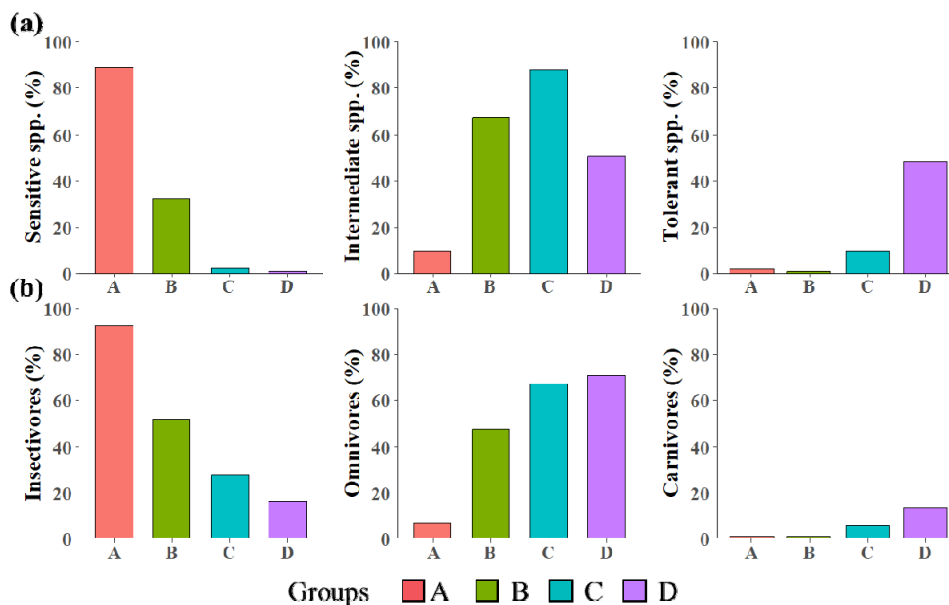 (a)
Sensitive spp. (%)
100
80
60
40
20
0
A B C D
Intermediate spp. (%)
100
80
60
40
20
0
A B C D
Tolerant spp. (%)
100
80
60
40
20
0
A B C D
(b)
Insectivores (%)
100
80
60
40
20
0
A B C D
Omnivores (%)
100
80
60
40
20
0
A B C D
Carnivores (%)
100
80
60
40
20
0
A B C D
Groups A B C D